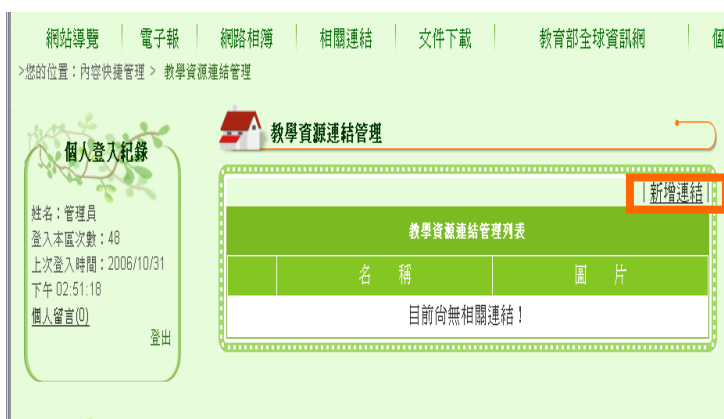 網站導覽 | 電子報 | 網路相簿 | 相關連結 | 文件下載 | 教育部全球資訊網 | 個
>您的位置：內容快捷管理 > 教學資源連結管理
教學資源連結管理
個人登入紀錄
姓名：管理員
登入本區次數：48
上次登入時間：2006/10/31
下午 02:51:18
個人留言(0)
登出
| 新增連結 |
教學資源連結管理列表
名 稱 圖 片
目前尚無相關連結！